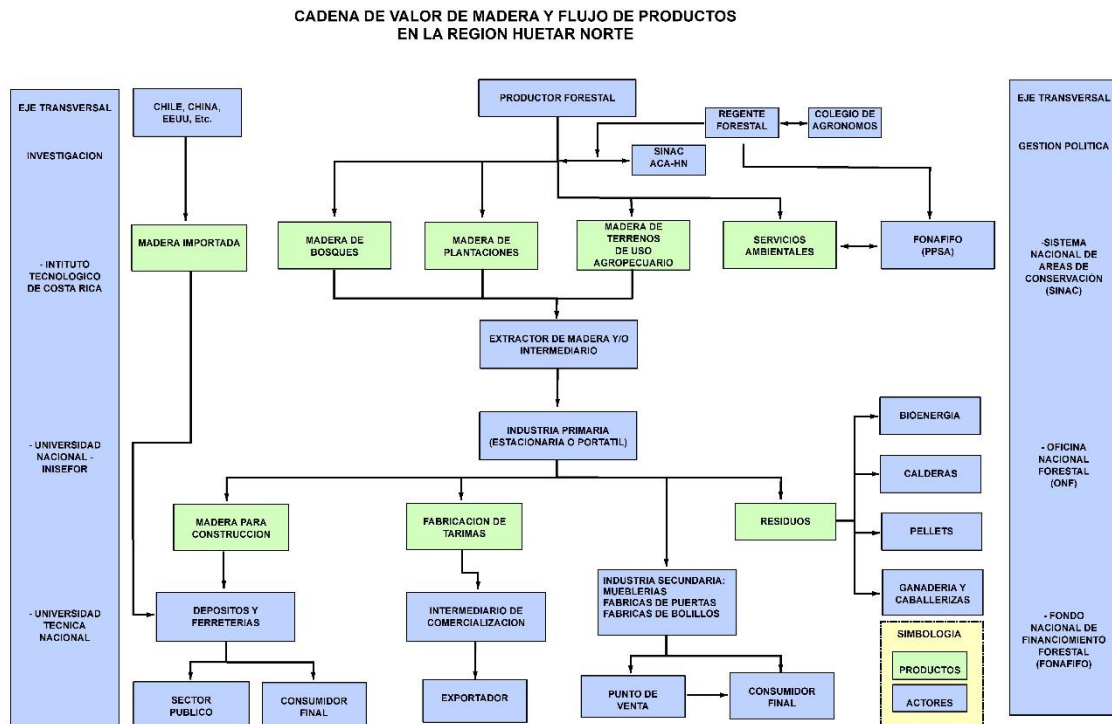 CADENA DE VALOR DE MADERA Y FLUJO DE PRODUCTOS
EN LA REGION HUETAR NORTE
EJE TRANSVERSAL
INVESTIGACION
- INTITUTO
TECNOLOGICO
DE COSTA RICA
- UNIVERSIDAD
NACIONAL -
INISEFOR
- UNIVERSIDAD
TECNICA
NACIONAL
CHILE, CHINA,
EEUU, Etc.
PRODUCTOR FORESTAL
REGENTE
FORESTAL
COLEGIO DE
AGRONOMOS
SINAC
ACA-HN
MADERA IMPORTADA
MADERA DE
BOSQUES
MADERA DE
PLANTACIONES
MADERA DE
TERRENOS
DE USO
AGROPECUARIO
SERVICIOS
AMBIENTALES
FONAFIFO
(PPSA)
EXTRACTOR DE MADERA Y/O
INTERMEDIARIO
INDUSTRIA PRIMARIA
(ESTACIONARIA O PORTATIL)
MADERA PARA
CONSTRUCCION
FABRICACION DE
TARIMAS
RESIDUOS
BIOENERGIA
CALDERAS
PELLETS
GANADERIA Y
CABALLERIZAS
DEPOSITOS Y
FERRETERIAS
INTERMEDIARIO DE
COMERCIALIZACION
INDUSTRIA SECUNDARIA:
MUEBLERIAS
FABRICAS DE PUERTAS
FABRICAS DE BOLILLOS
SECTOR
PUBLICO
CONSUMIDOR
FINAL
EXPORTADOR
PUNTO DE
VENTA
CONSUMIDOR
FINAL
SIMBOLOGIA
PRODUCTOS
ACTORES
EJE TRANSVERSAL
GESTION POLITICA
-SISTEMA
NACIONAL DE
AREAS DE
CONSERVACIÓN
(SINAC)
- OFICINA
NACIONAL
FORESTAL
(ONF)
- FONDO
NACIONAL DE
FINANCIOMIENTO
FORESTAL
(FONAFIFO)